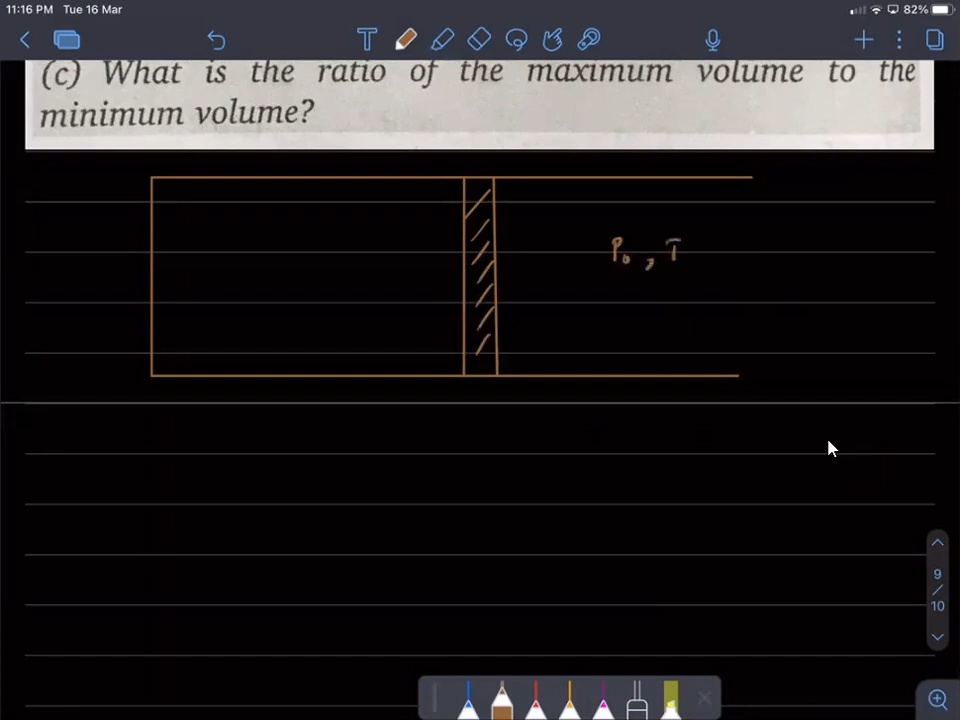 11:16 PM Tue 16 Mar
82%
(c) What is the ratio of the maximum volume to the
minimum volume?
P₀ , T
9
/
10